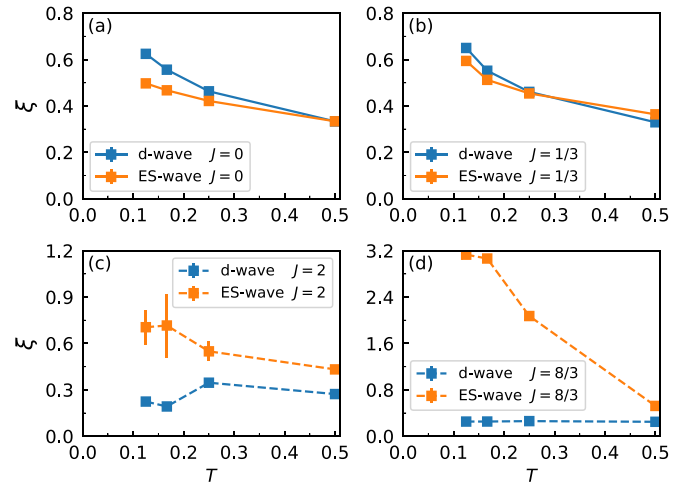 (a)
0.8
0.6
0.4
0.2
0.0
ξ
d-wave J = 0
ES-wave J = 0
0.0 0.1 0.2 0.3 0.4 0.5
(b)
0.8
0.6
0.4
0.2
0.0
d-wave J = 1/3
ES-wave J = 1/3
0.0 0.1 0.2 0.3 0.4 0.5
(c)
1.2
0.9
0.6
0.3
0.0
ξ
d-wave J = 2
ES-wave J = 2
0.0 0.1 0.2 0.3 0.4 0.5
T
(d)
3.2
2.4
1.6
0.8
0.0
d-wave J = 8/3
ES-wave J = 8/3
0.0 0.1 0.2 0.3 0.4 0.5
T